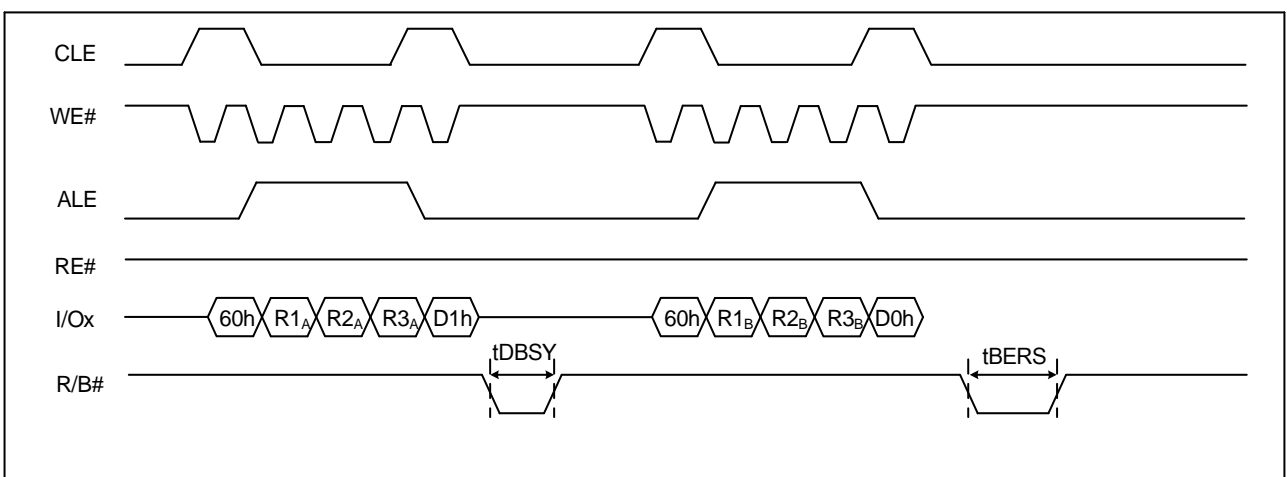 CLE
WE#
ALE
RE#
I/Ox 60h R1A R2A R3A D1h 60h R1B R2B R3B D0h
tDBSY tBERS
R/B#